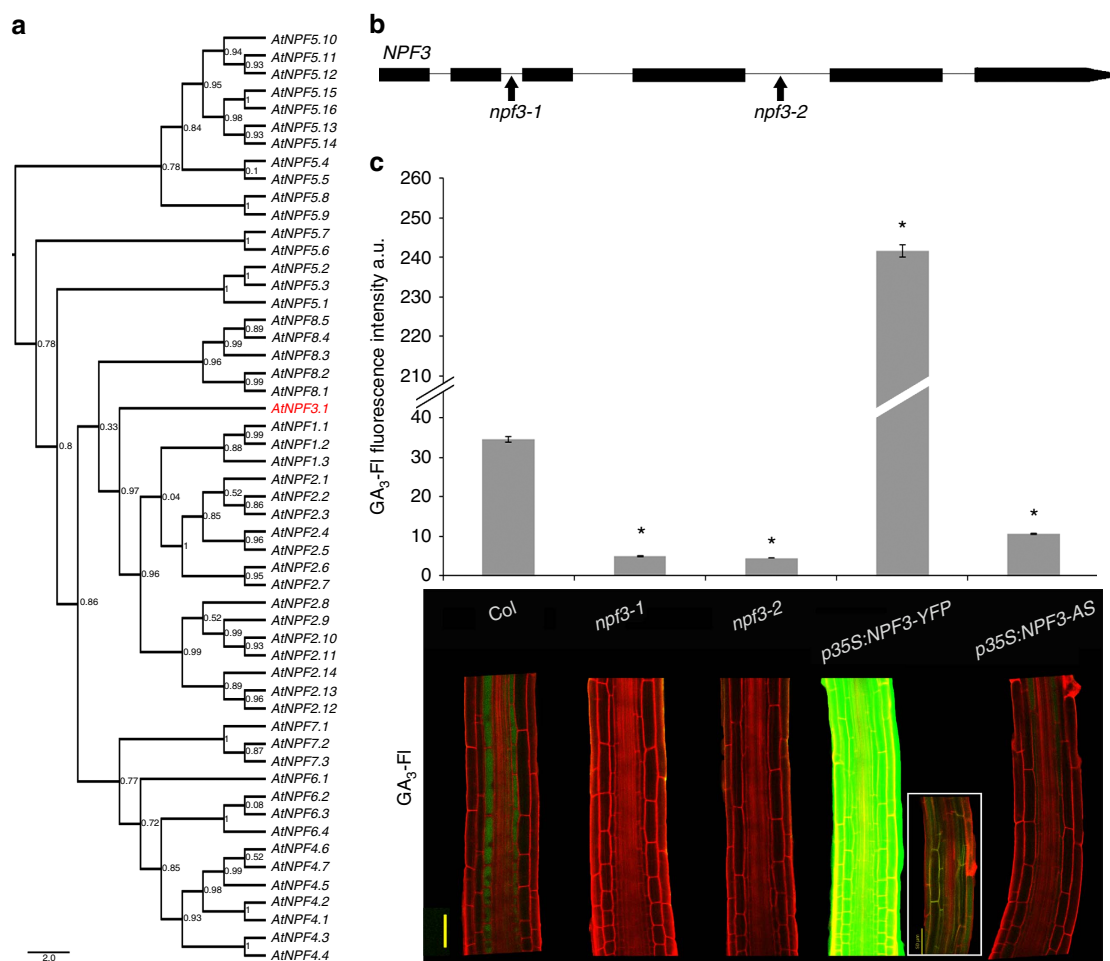 a
AtNPF5.10
AtNPF5.11
AtNPF5.12
AtNPF5.15
AtNPF5.16
AtNPF5.13
AtNPF5.14
AtNPF5.4
AtNPF5.5
AtNPF5.8
AtNPF5.9
AtNPF5.7
AtNPF5.6
AtNPF5.2
AtNPF5.3
AtNPF5.1
AtNPF8.5
AtNPF8.4
AtNPF8.3
AtNPF8.2
AtNPF8.1
AtNPF3.1
AtNPF1.1
AtNPF1.2
AtNPF1.3
AtNPF2.1
AtNPF2.2
AtNPF2.3
AtNPF2.4
AtNPF2.5
AtNPF2.6
AtNPF2.7
AtNPF2.8
AtNPF2.9
AtNPF2.10
AtNPF2.11
AtNPF2.14
AtNPF2.13
AtNPF2.12
AtNPF7.1
AtNPF7.2
AtNPF7.3
AtNPF6.1
AtNPF6.2
AtNPF6.3
AtNPF6.4
AtNPF4.6
AtNPF4.7
AtNPF4.5
AtNPF4.2
AtNPF4.1
AtNPF4.3
AtNPF4.4
0.94
0.93
0.95
1
0.98
0.93
0.84
0.1
0.78
1
1
0.78
1
1
0.89
0.99
0.96
0.99
0.8
0.33
0.99
0.88
0.97
0.04
0.52
0.86
0.85
0.96
1
0.95
0.96
0.86
0.52
0.99
0.93
0.99
0.89
0.96
1
0.87
0.77
0.08
1
0.72
0.52
0.99
0.85
0.98
1
0.93
1
2.0
b
NPF3
npf3-1
npf3-2
c
GA3-Fl fluorescence intensity a.u.
260
250
240
230
220
210
40
30
20
10
0
*
*
*
*
Col
npf3-1
npf3-2
p35S:NPF3-YFP
p35S:NPF3-AS
GA3-Fl